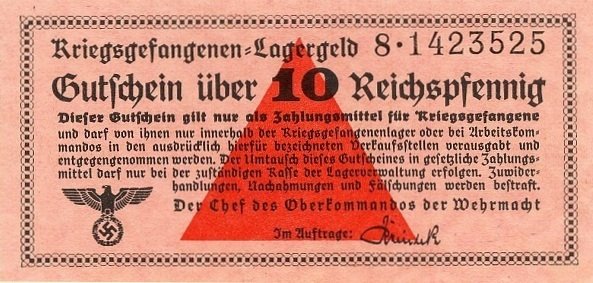 Kriegsgefangenen=Lagergeld 8·1423525
Gutschein über 10 Reichspfennig
Dieser Gutschein gilt nur als Zahlungsmittel für Kriegsgefangene
und darf von ihnen nur innerhalb der Kriegsgefangenenlager oder bei Arbeitskom-
mandos in den ausdrücklich hierfür bezeichneten Verkaufsstellen verausgabt und
entgegengenommen werden. Der Umtausch dieses Gutscheines in gesetzliche Zahlungs-
mittel darf nur bei der zuständigen Kasse der Lagerverwaltung erfolgen. Zuwider-
handlungen, Nachahmungen und Fälschungen werden bestraft.
Der Chef des Oberkommandos der Wehrmacht
Im Auftrage: